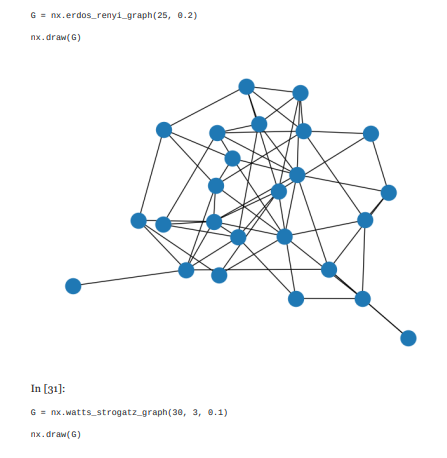 G = nx.erdos_renyi_graph(25, 0.2)
nx.draw(G)
In [31]:
G = nx.watts_strogatz_graph(30, 3, 0.1)
nx.draw(G)